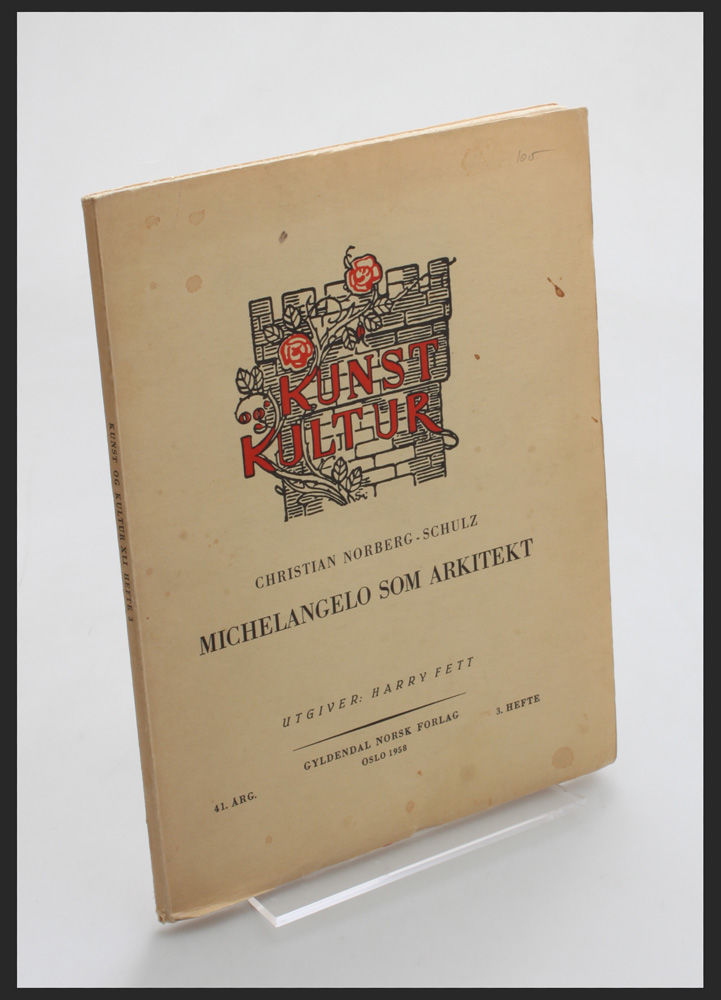 105
KUNST
og
KULTUR
CHRISTIAN NORBERG-SCHULZ
MICHELANGELO SOM ARKITEKT
UTGIVER: HARRY FETT
GYLDENDAL NORSK FORLAG
OSLO 1958
41. ÅRG.
3. HEFTE
KUNST OG KULTUR XLI HEFTE 3